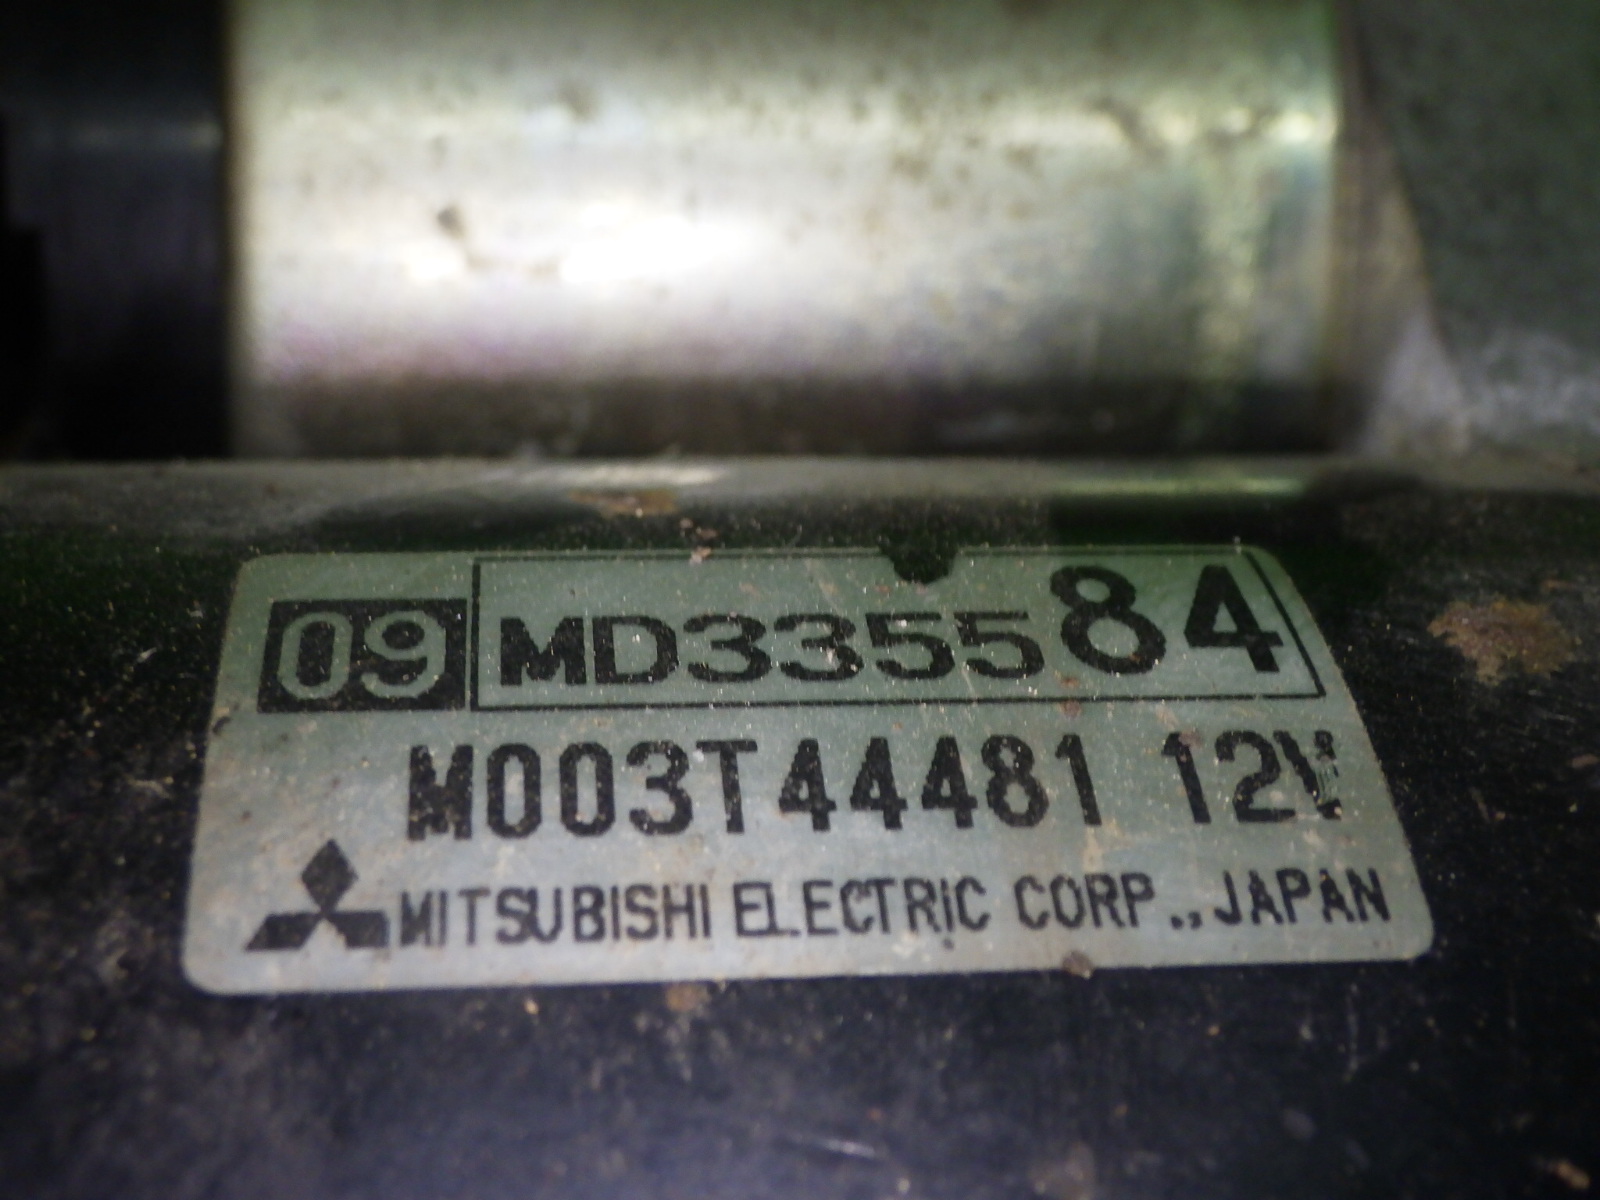 09 MD335584
M003T44481 12V
MITSUBISHI ELECTRIC CORP., JAPAN